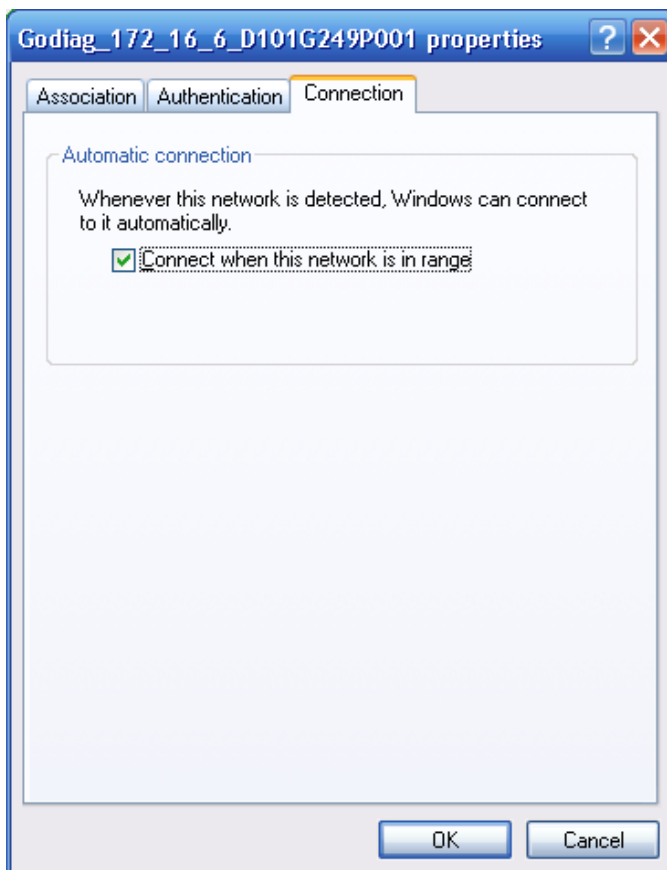 Godiag_172_16_6_D101G249P001 properties
?
Association Authentication Connection
Automatic connection
Whenever this network is detected, Windows can connect
to it automatically.
Connect when this network is in range
OK Cancel